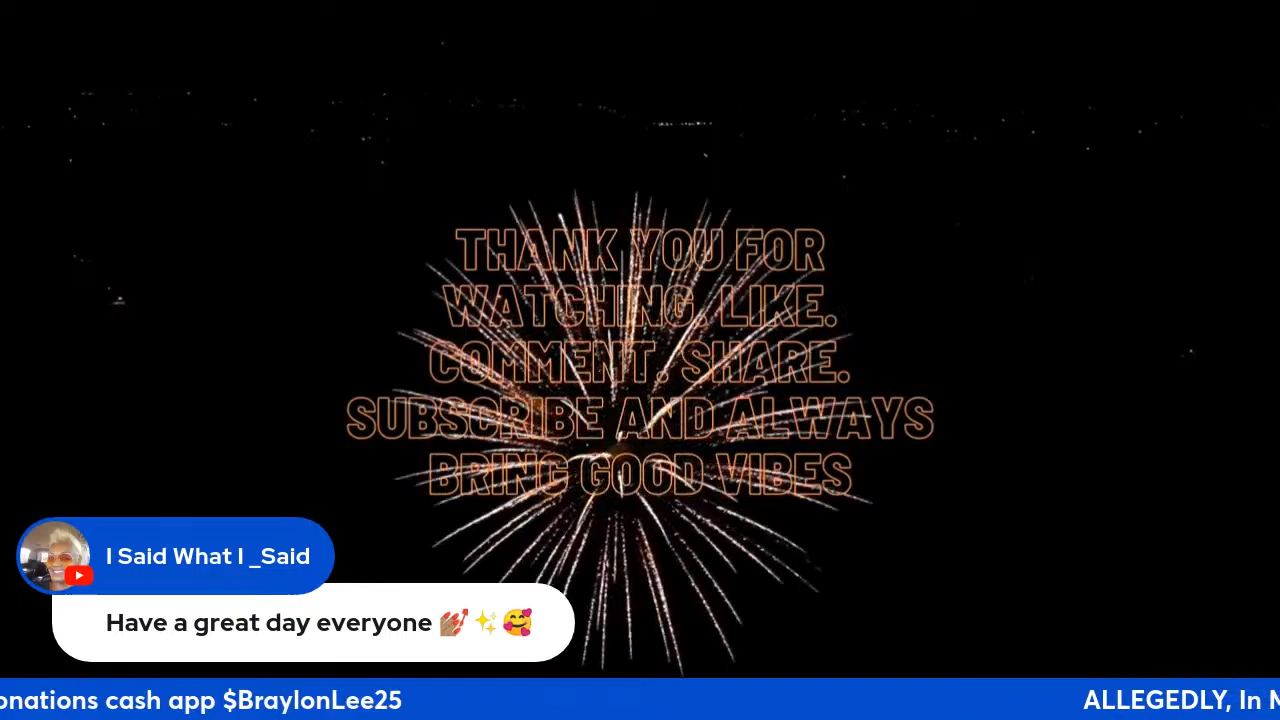 THANK YOU FOR
WATCHING. LIKE.
COMMENT. SHARE.
SUBSCRIBE AND ALWAYS
BRING GOOD VIBES
I Said What I _Said
Have a great day everyone 💅🏽✨🥰
onations cash app $BraylonLee25
ALLEGEDLY, In